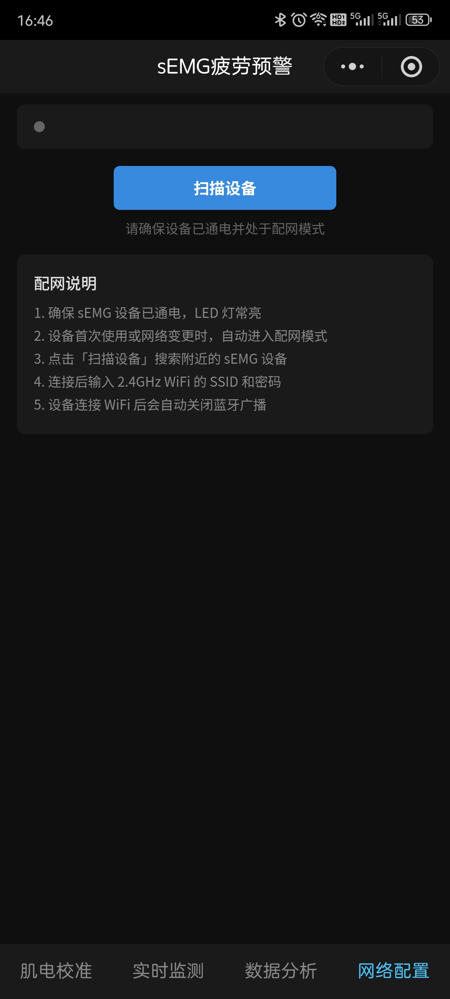 16:46
HD1 HD2 5G 5G 53
sEMG疲劳预警
扫描设备
请确保设备已通电并处于配网模式
配网说明
1. 确保 sEMG 设备已通电，LED 灯常亮
2. 设备首次使用或网络变更时，自动进入配网模式
3. 点击「扫描设备」搜索附近的 sEMG 设备
4. 连接后输入 2.4GHz WiFi 的 SSID 和密码
5. 设备连接 WiFi 后会自动关闭蓝牙广播
肌电校准 实时监测 数据分析 网络配置